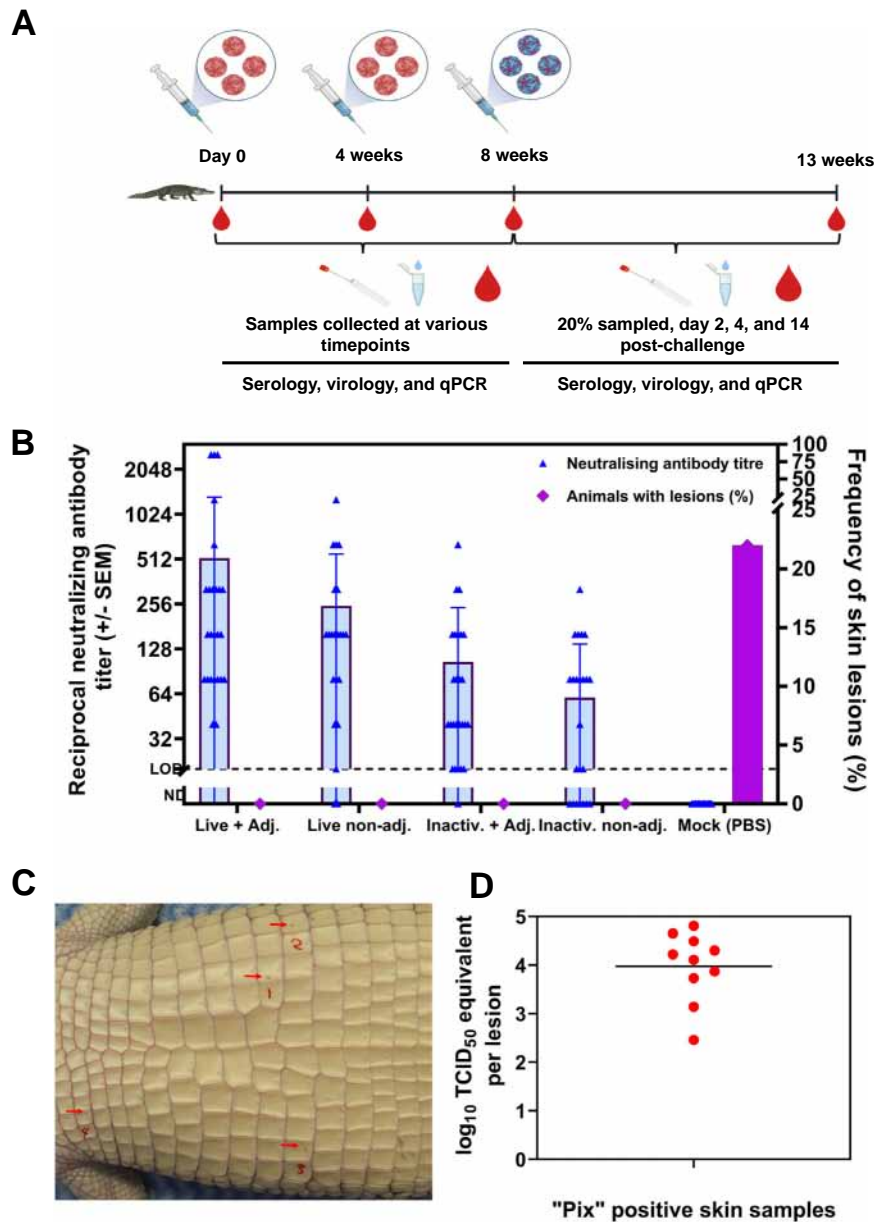 A
Day 0
4 weeks
8 weeks
13 weeks
Samples collected at various
timepoints
20% sampled, day 2, 4, and 14
post-challenge
Serology, virology, and qPCR
Serology, virology, and qPCR
B
Reciprocal neutralizing antibody
titer (+/- SEM)
2048
1024
512
256
128
64
32
LOD
ND
Neutralising antibody titre
Animals with lesions (%)
100
75
50
25
25
20
15
10
5
0
Frequency of skin lesions (%)
Live + Adj.
Live non-adj.
Inactiv. + Adj.
Inactiv. non-adj.
Mock (PBS)
C
2
1
3
D
log10 TCID50 equivalent
per lesion
5
4
3
2
1
0
"Pix" positive skin samples